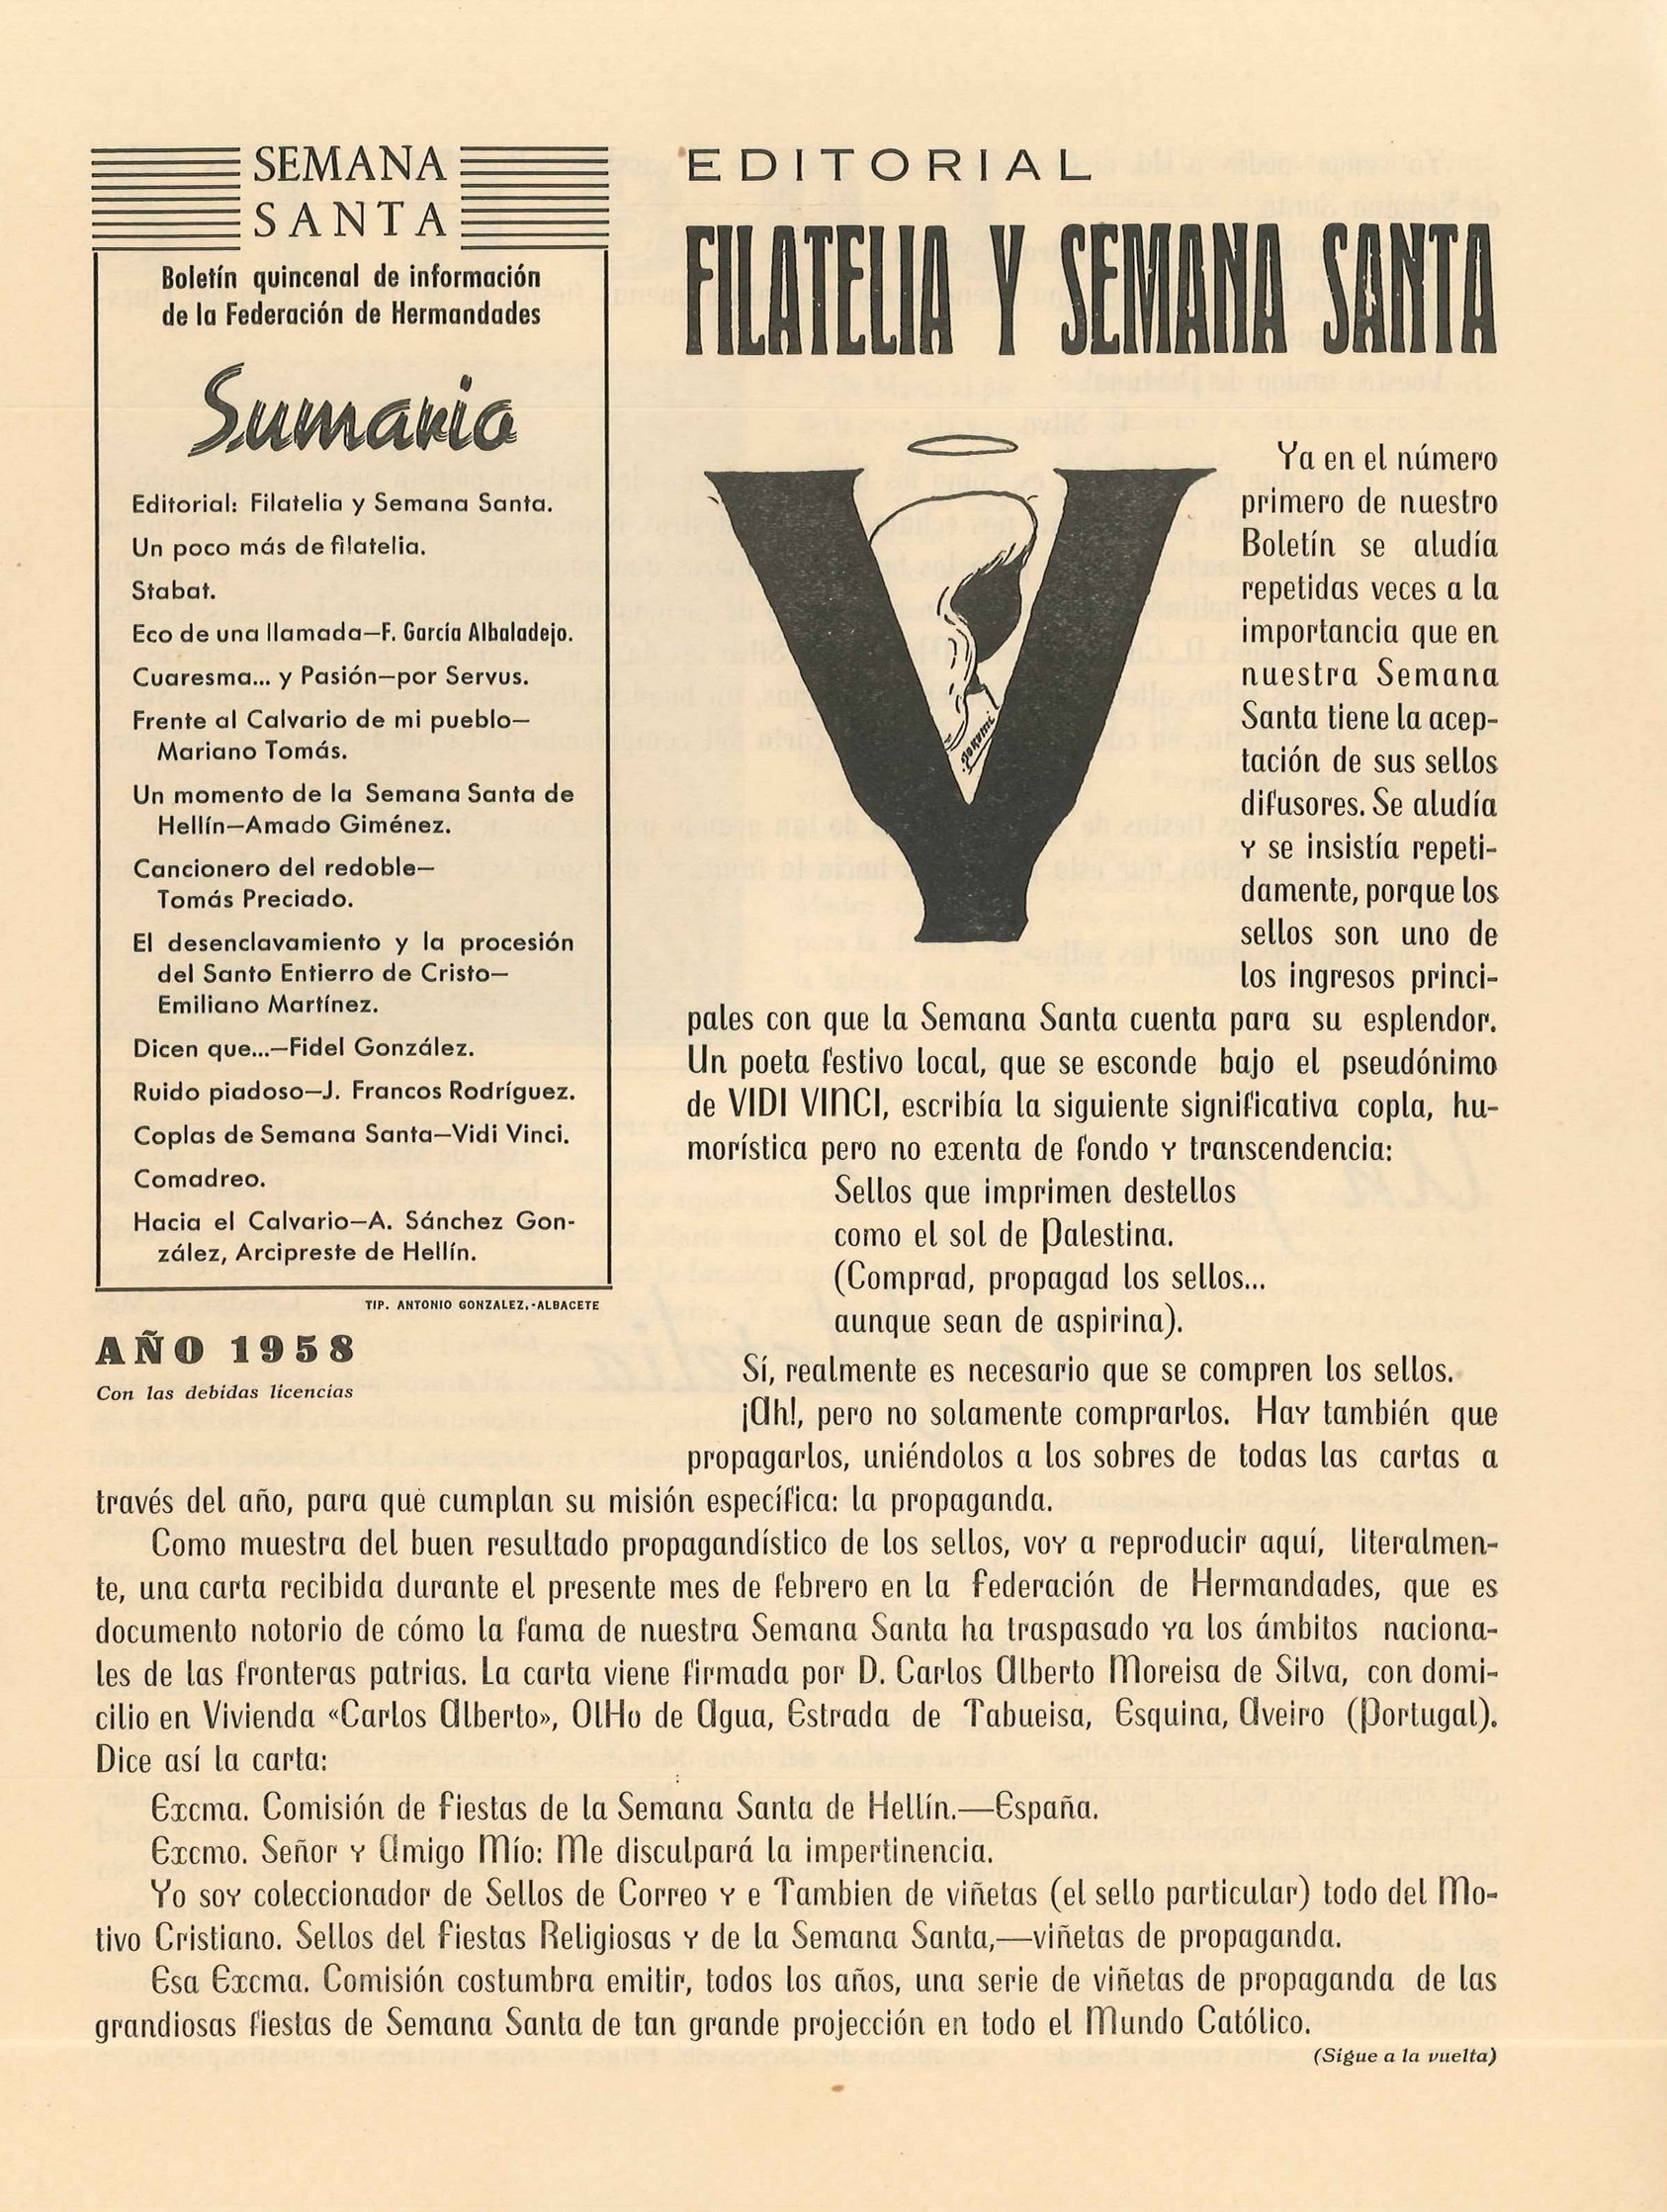 SEMANA
SANTA
Boletín quincenal de información
de la Federación de Hermandades
Sumario
Editorial: Filatelia y Semana Santa.
Un poco más de filatelia.
Stabat.
Eco de una llamada—F. García Albaladejo.
Cuaresma... y Pasión—por Servus.
Frente al Calvario de mi pueblo—
Mariano Tomás.
Un momento de la Semana Santa de
Hellín—Amado Giménez.
Cancionero del redoble—
Tomás Preciado.
El desenclavamiento y la procesión
del Santo Entierro de Cristo—
Emiliano Martínez.
Dicen que...—Fidel González.
Ruido piadoso—J. Francos Rodríguez.
Coplas de Semana Santa—Vidi Vinci.
Comadreo.
Hacia el Calvario—A. Sánchez Gon-
zález, Arcipreste de Hellín.
TIP. ANTONIO GONZALEZ.-ALBACETE
AÑO 1958
Con las debidas licencias
EDITORIAL
FILATELIA Y SEMANA SANTA
V
Ya en el número
primero de nuestro
Boletín se aludía
repetidas veces a la
importancia que en
nuestra Semana
Santa tiene la acep-
tación de sus sellos
difusores. Se aludía
y se insistía repeti-
damente, porque los
sellos son uno de
los ingresos princi-
pales con que la Semana Santa cuenta para su esplendor.
Un poeta festivo local, que se esconde bajo el pseudónimo
de VIDI VINCI, escribía la siguiente significativa copla, hu-
morística pero no exenta de fondo y transcendencia:
Sellos que imprimen destellos
como el sol de Palestina.
(Comprad, propagad los sellos...
aunque sean de aspirina).
Sí, realmente es necesario que se compren los sellos.
¡Ah!, pero no solamente comprarlos. Hay también que
propagarlos, uniéndolos a los sobres de todas las cartas a
través del año, para que cumplan su misión específica: la propaganda.
Como muestra del buen resultado propagandístico de los sellos, voy a reproducir aquí, literalmen-
te, una carta recibida durante el presente mes de febrero en la Federación de Hermandades, que es
documento notorio de cómo la fama de nuestra Semana Santa ha traspasado ya los ámbitos naciona-
les de las fronteras patrias. La carta viene firmada por D. Carlos Alberto Moreisa de Silva, con domi-
cilio en Vivienda «Carlos Alberto», OlHo de Agua, Estrada de Tabueisa, Esquina, Aveiro (Portugal).
Dice así la carta:
Excma. Comisión de Fiestas de la Semana Santa de Hellín.—España.
Excmo. Señor y Amigo Mío: Me disculpará la impertinencia.
Yo soy coleccionador de Sellos de Correo y e Tambien de viñetas (el sello particular) todo del Mo-
tivo Cristiano. Sellos del Fiestas Religiosas y de la Semana Santa,—viñetas de propaganda.
Esa Excma. Comisión costumbra emitir, todos los años, una serie de viñetas de propaganda de las
grandiosas fiestas de Semana Santa de tan grande projección en todo el Mundo Católico.
(Sigue a la vuelta)